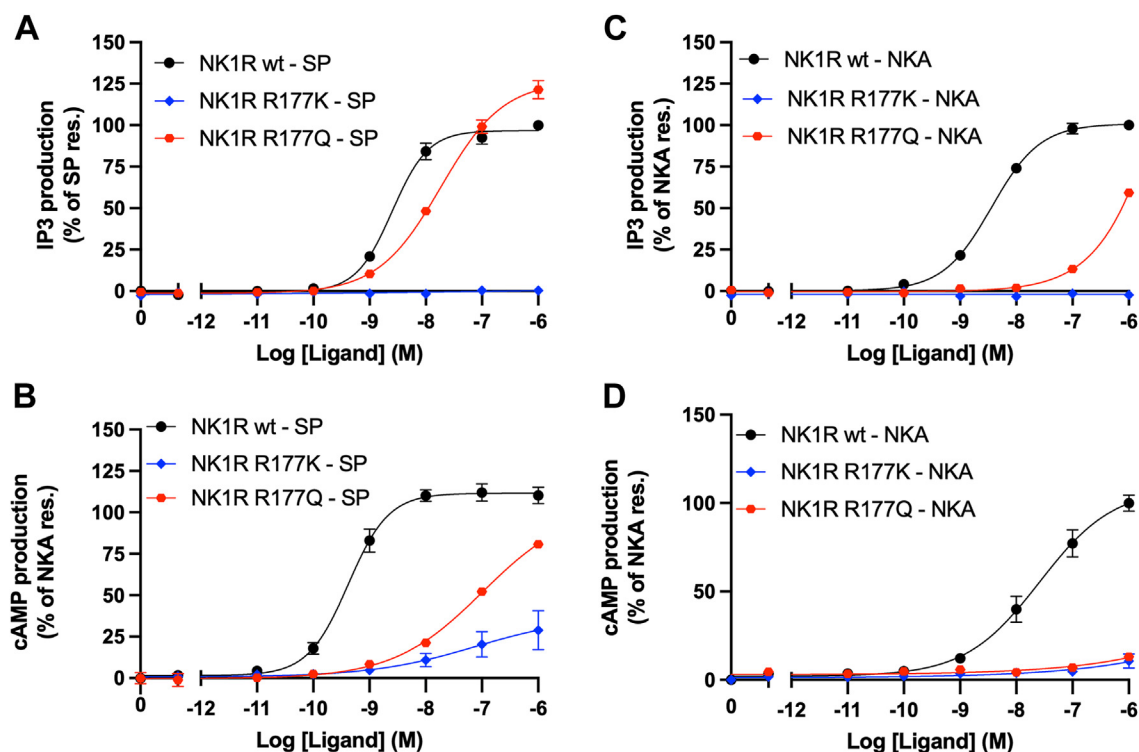 A
IP3 production
(% of SP res.)
150
125
100
75
50
25
0
NK1R wt - SP
NK1R R177K - SP
NK1R R177Q - SP
0 -12 -11 -10 -9 -8 -7 -6
Log [Ligand] (M)
C
IP3 production
(% of NKA res.)
150
125
100
75
50
25
0
NK1R wt - NKA
NK1R R177K - NKA
NK1R R177Q - NKA
0 -12 -11 -10 -9 -8 -7 -6
Log [Ligand] (M)
B
cAMP production
(% of NKA res.)
150
125
100
75
50
25
0
NK1R wt - SP
NK1R R177K - SP
NK1R R177Q - SP
0 -12 -11 -10 -9 -8 -7 -6
Log [Ligand] (M)
D
cAMP production
(% of NKA res.)
150
100
50
0
NK1R wt - NKA
NK1R R177K - NKA
NK1R R177Q - NKA
0 -12 -11 -10 -9 -8 -7 -6
Log [Ligand] (M)